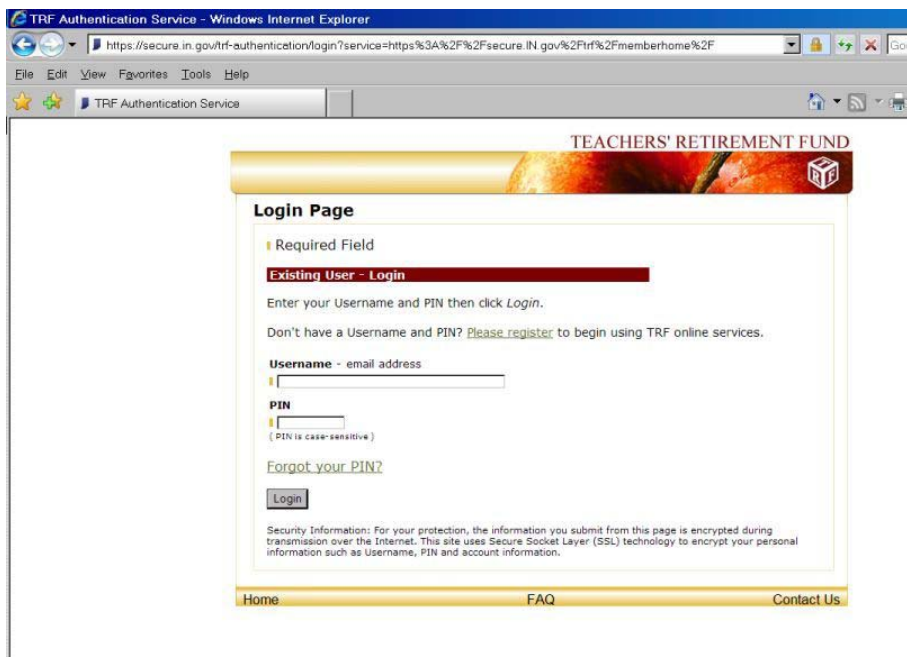 TRF Authentication Service - Windows Internet Explorer
https://secure.in.gov/trf-authentication/login?service=https%3A%2F%2Fsecure.IN.gov%2Ftrf%2Fmemberhome%2F
File Edit View Favorites Tools Help
TRF Authentication Service
TEACHERS' RETIREMENT FUND
TRF
Login Page
Required Field
Existing User - Login
Enter your Username and PIN then click Login.
Don't have a Username and PIN? Please register to begin using TRF online services.
Username - email address
PIN
( PIN is case-sensitive )
Forgot your PIN?
Login
Security Information: For your protection, the information you submit from this page is encrypted during
transmission over the Internet. This site uses Secure Socket Layer (SSL) technology to encrypt your personal
information such as Username, PIN and account information.
Home FAQ Contact Us